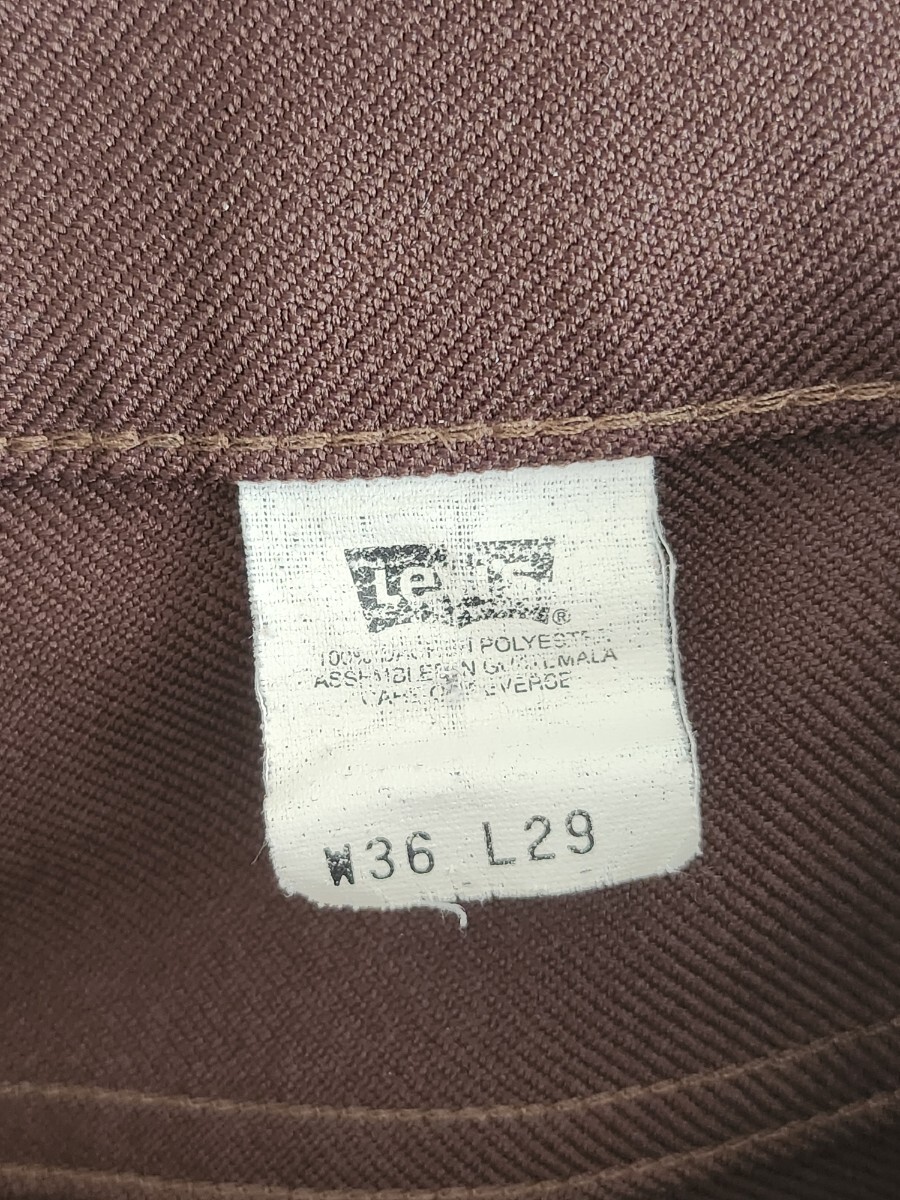 Levi's ®
100% DACRON POLYESTER
ASSEMBLED IN GUATEMALA
CARE ON REVERSE
W36 L29